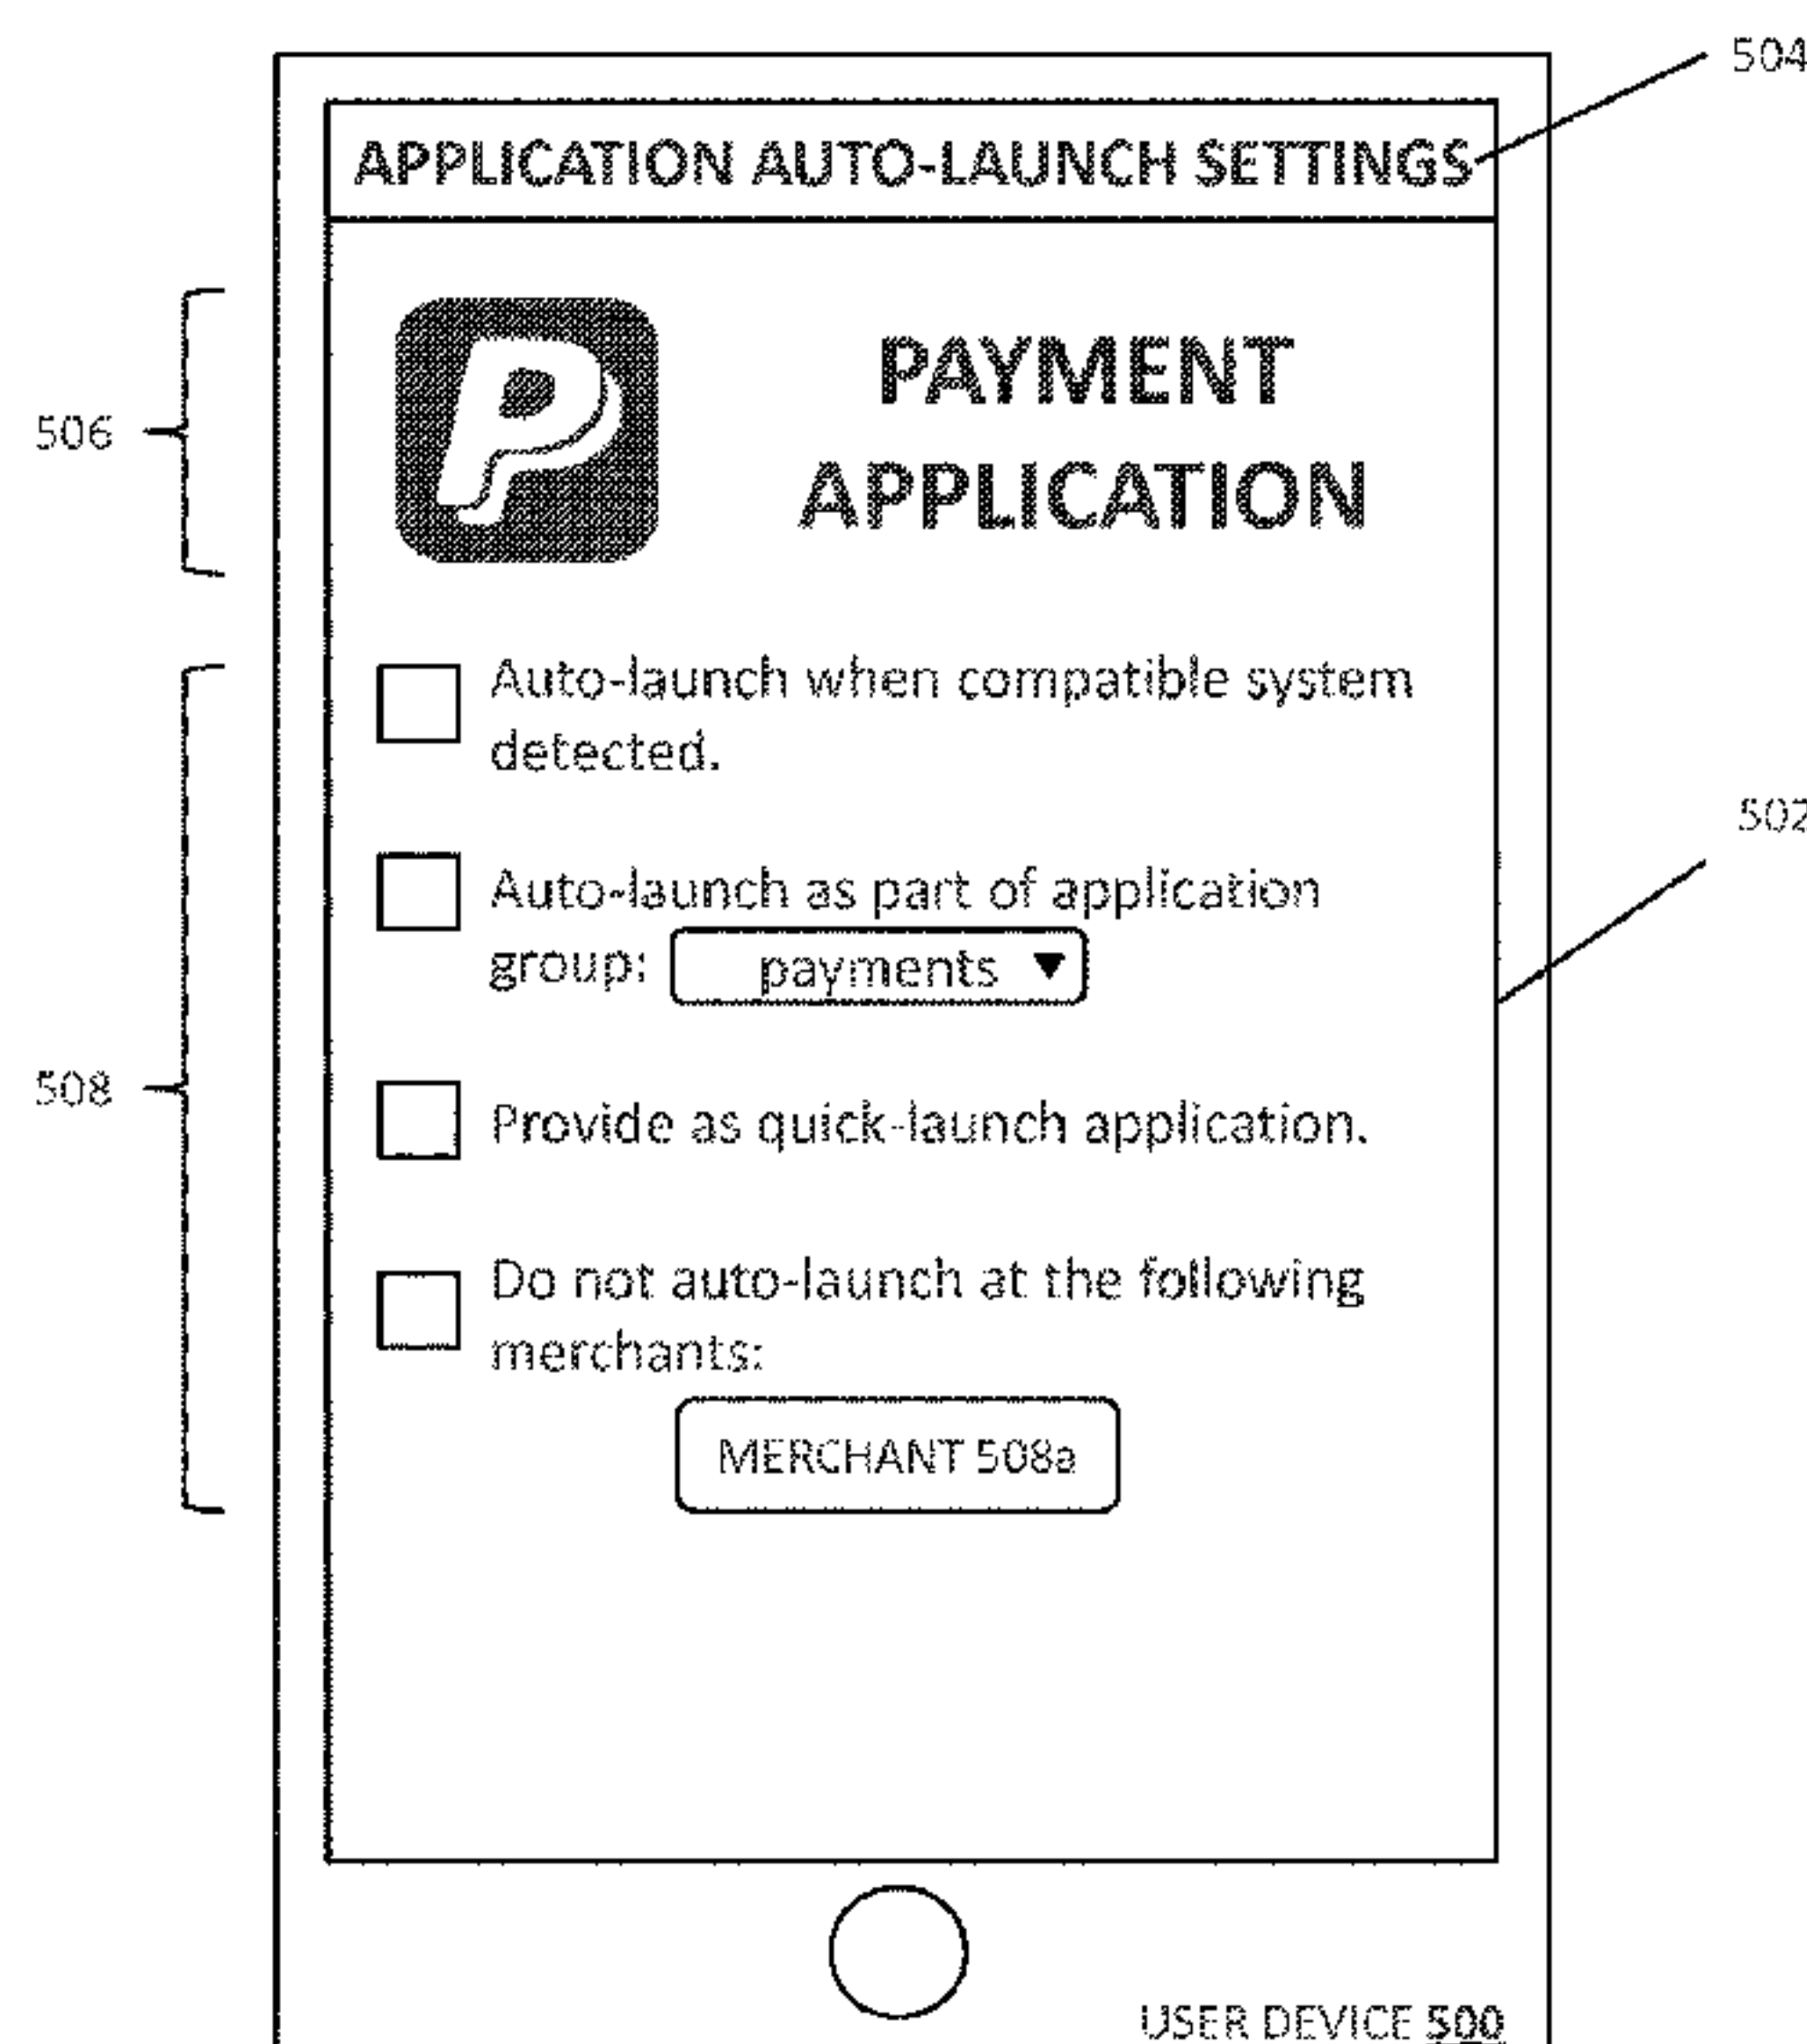 504
APPLICATION AUTO-LAUNCH SETTINGS
P
PAYMENT
APPLICATION
506
Auto-launch when compatible system
detected.
502
Auto-launch as part of application
group: payments
508
Provide as quick-launch application.
Do not auto-launch at the following
merchants:
MERCHANT 508a
USER DEVICE 500